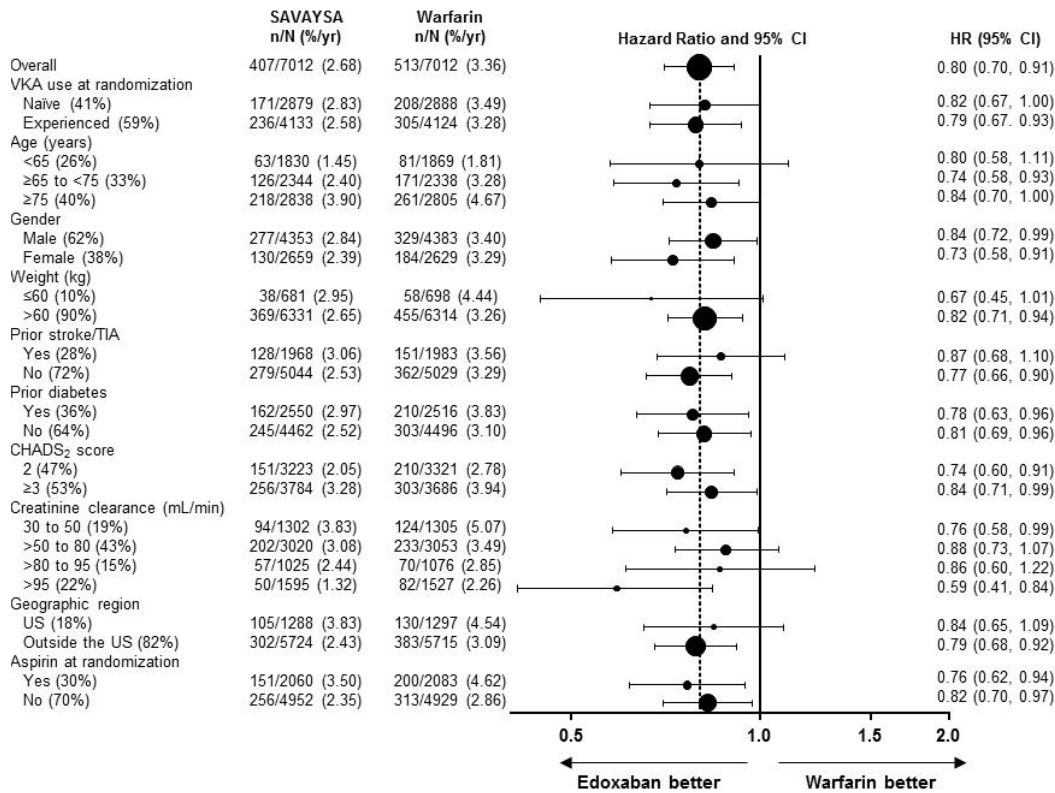 SAVAYSA Warfarin
n/N (%/yr) n/N (%/yr) Hazard Ratio and 95% CI HR (95% CI)
Overall 407/7012 (2.68) 513/7012 (3.36) 0.80 (0.70, 0.91)
VKA use at randomization
Naïve (41%) 171/2879 (2.83) 208/2888 (3.49) 0.82 (0.67, 1.00)
Experienced (59%) 236/4133 (2.58) 305/4124 (3.28) 0.79 (0.67. 0.93)
Age (years)
<65 (26%) 63/1830 (1.45) 81/1869 (1.81) 0.80 (0.58, 1.11)
≥65 to <75 (33%) 126/2344 (2.40) 171/2338 (3.28) 0.74 (0.58, 0.93)
≥75 (40%) 218/2838 (3.90) 261/2805 (4.67) 0.84 (0.70, 1.00)
Gender
Male (62%) 277/4353 (2.84) 329/4383 (3.40) 0.84 (0.72, 0.99)
Female (38%) 130/2659 (2.39) 184/2629 (3.29) 0.73 (0.58, 0.91)
Weight (kg)
≤60 (10%) 38/681 (2.95) 58/698 (4.44) 0.67 (0.45, 1.01)
>60 (90%) 369/6331 (2.65) 455/6314 (3.26) 0.82 (0.71, 0.94)
Prior stroke/TIA
Yes (28%) 128/1968 (3.06) 151/1983 (3.56) 0.87 (0.68, 1.10)
No (72%) 279/5044 (2.53) 362/5029 (3.29) 0.77 (0.66, 0.90)
Prior diabetes
Yes (36%) 162/2550 (2.97) 210/2516 (3.83) 0.78 (0.63, 0.96)
No (64%) 245/4462 (2.52) 303/4496 (3.10) 0.81 (0.69, 0.96)
CHADS₂ score
2 (47%) 151/3223 (2.05) 210/3321 (2.78) 0.74 (0.60, 0.91)
≥3 (53%) 256/3784 (3.28) 303/3686 (3.94) 0.84 (0.71, 0.99)
Creatinine clearance (mL/min)
30 to 50 (19%) 94/1302 (3.83) 124/1305 (5.07) 0.76 (0.58, 0.99)
>50 to 80 (43%) 202/3020 (3.08) 233/3053 (3.49) 0.88 (0.73, 1.07)
>80 to 95 (15%) 57/1025 (2.44) 70/1076 (2.85) 0.86 (0.60, 1.22)
>95 (22%) 50/1595 (1.32) 82/1527 (2.26) 0.59 (0.41, 0.84)
Geographic region
US (18%) 105/1288 (3.83) 130/1297 (4.54) 0.84 (0.65, 1.09)
Outside the US (82%) 302/5724 (2.43) 383/5715 (3.09) 0.79 (0.68, 0.92)
Aspirin at randomization
Yes (30%) 151/2060 (3.50) 200/2083 (4.62) 0.76 (0.62, 0.94)
No (70%) 256/4952 (2.35) 313/4929 (2.86) 0.82 (0.70, 0.97)
0.5 1.0 2.0
Edoxaban better Warfarin better